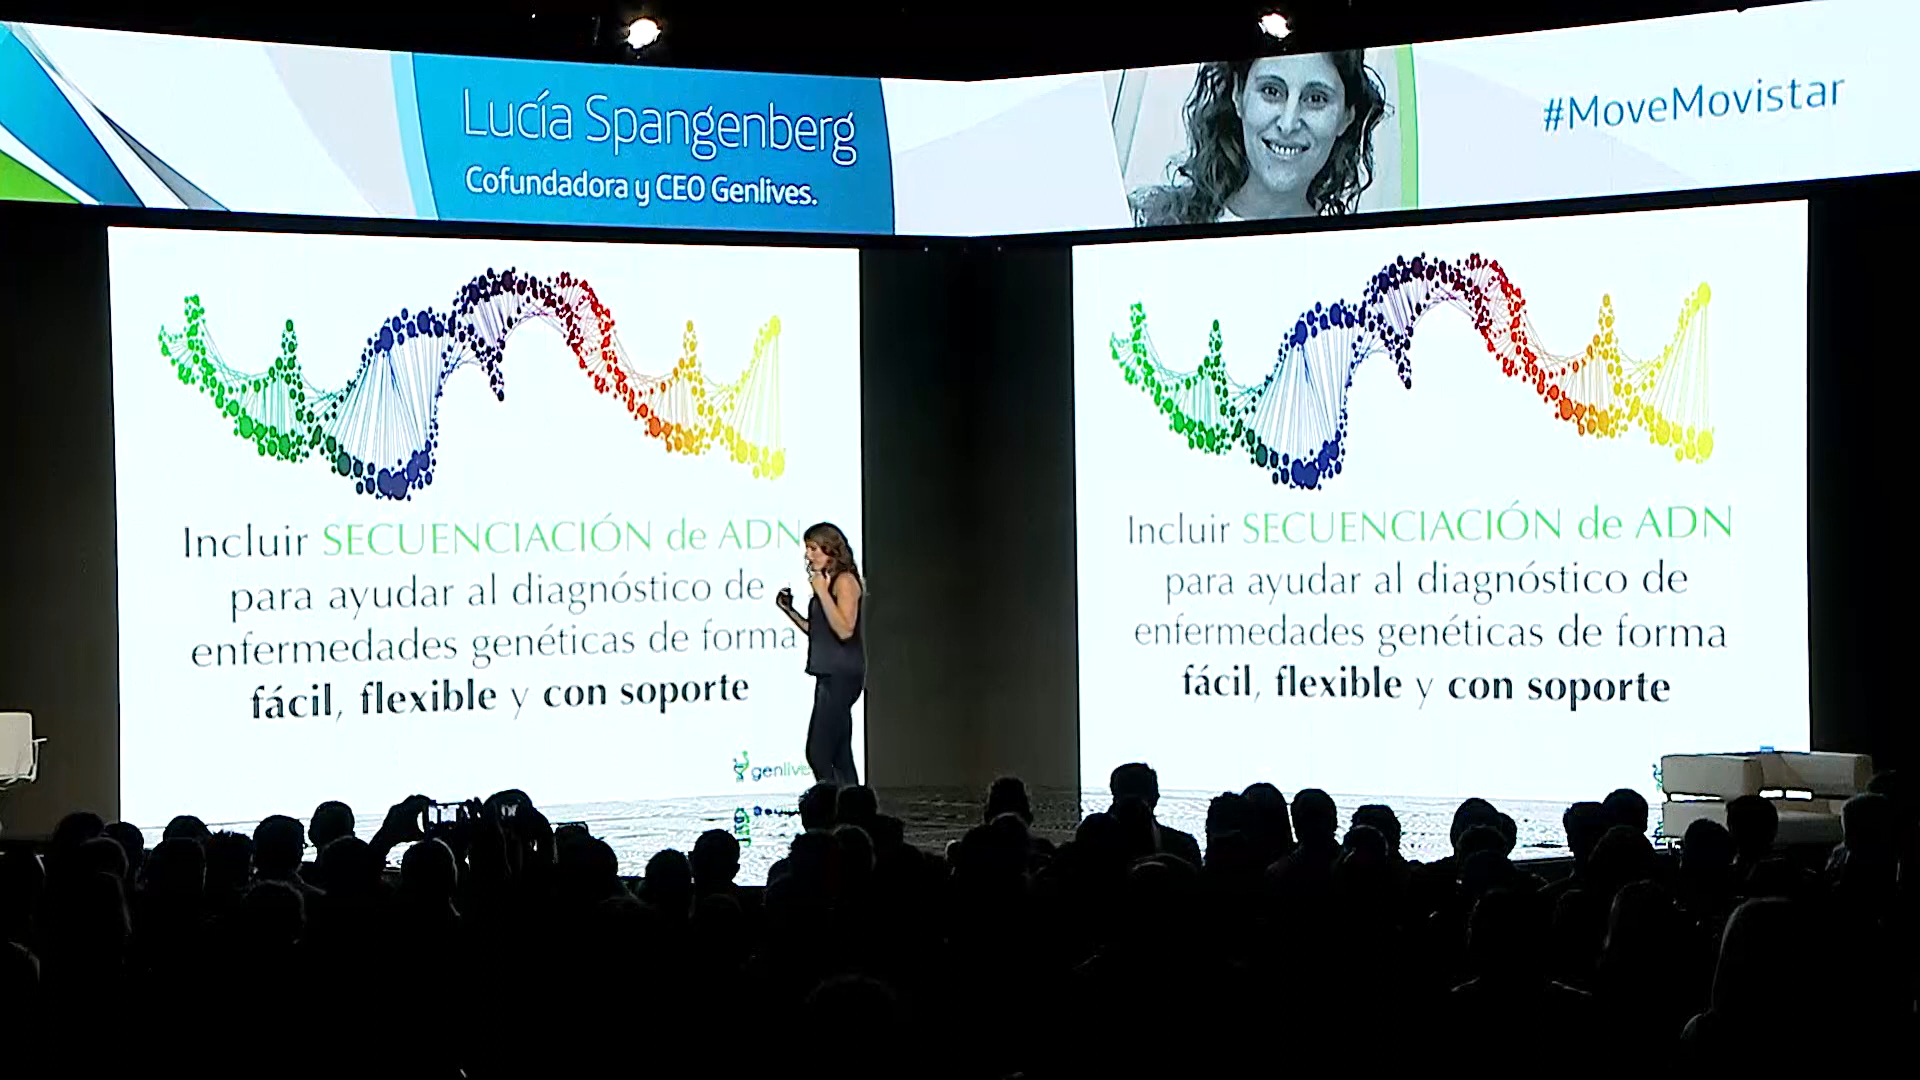 Lucía Spangenberg
Cofundadora y CEO Genlives.
#MoveMovistar
Incluir SECUENCIACIÓN de ADN
para ayudar al diagnóstico de
enfermedades genéticas de forma
fácil, flexible y con soporte
genlive
Incluir SECUENCIACIÓN de ADN
para ayudar al diagnóstico de
enfermedades genéticas de forma
fácil, flexible y con soporte